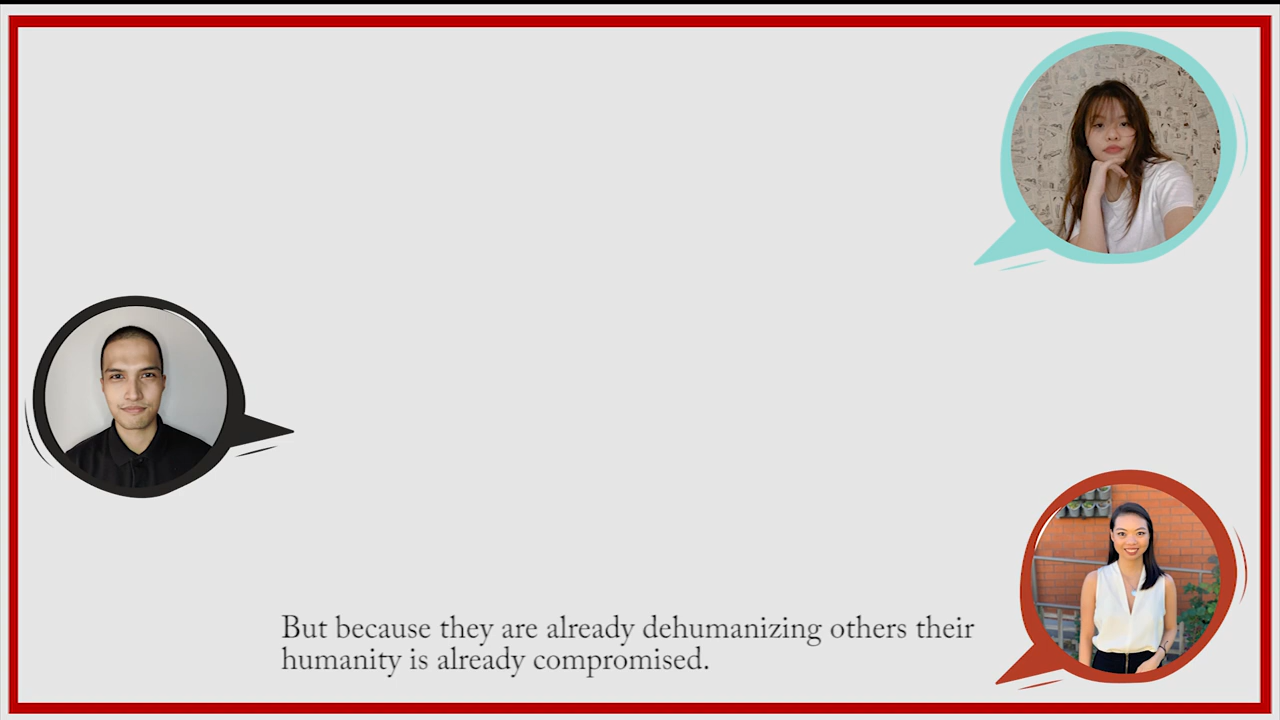 But because they are already dehumanizing others their
humanity is already compromised.